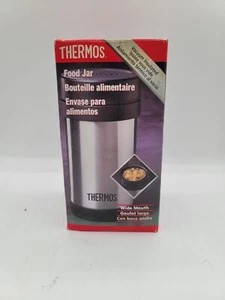 THERMOS
Food Jar
Bouteille alimentaire
Envase para
alimentos
THERMOS
Wide Mouth
Goulot large
Con boca ancha